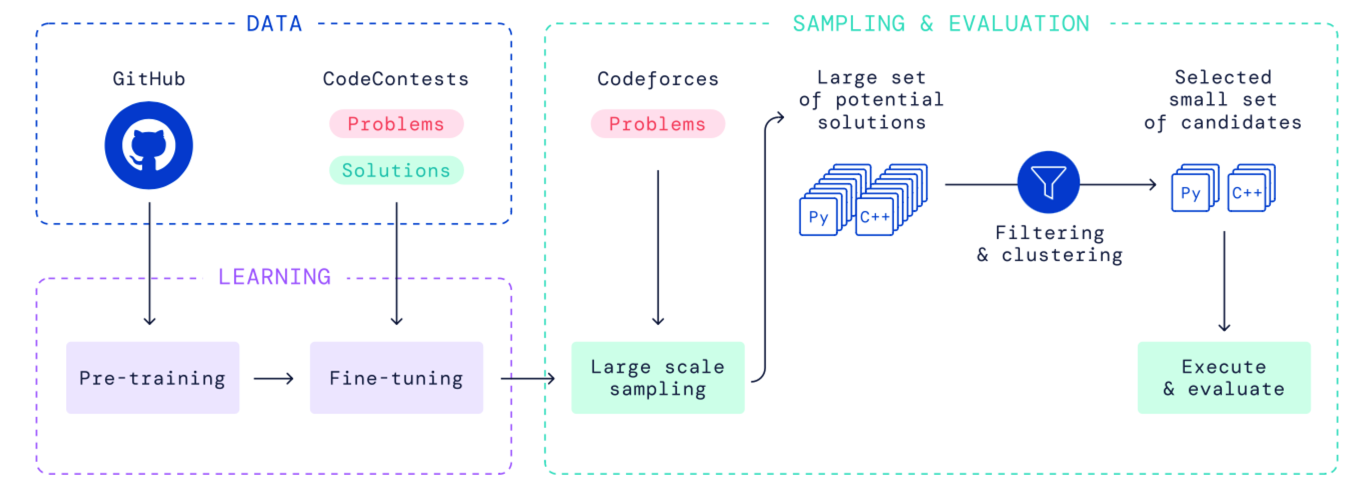 DATA
GitHub
CodeContests
Problems
Solutions
LEARNING
Pre-training
Fine-tuning
SAMPLING & EVALUATION
Codeforces
Problems
Large scale
sampling
Large set
of potential
solutions
Py
C++
Filtering
& clustering
Selected
small set
of candidates
Py
C++
Execute
& evaluate